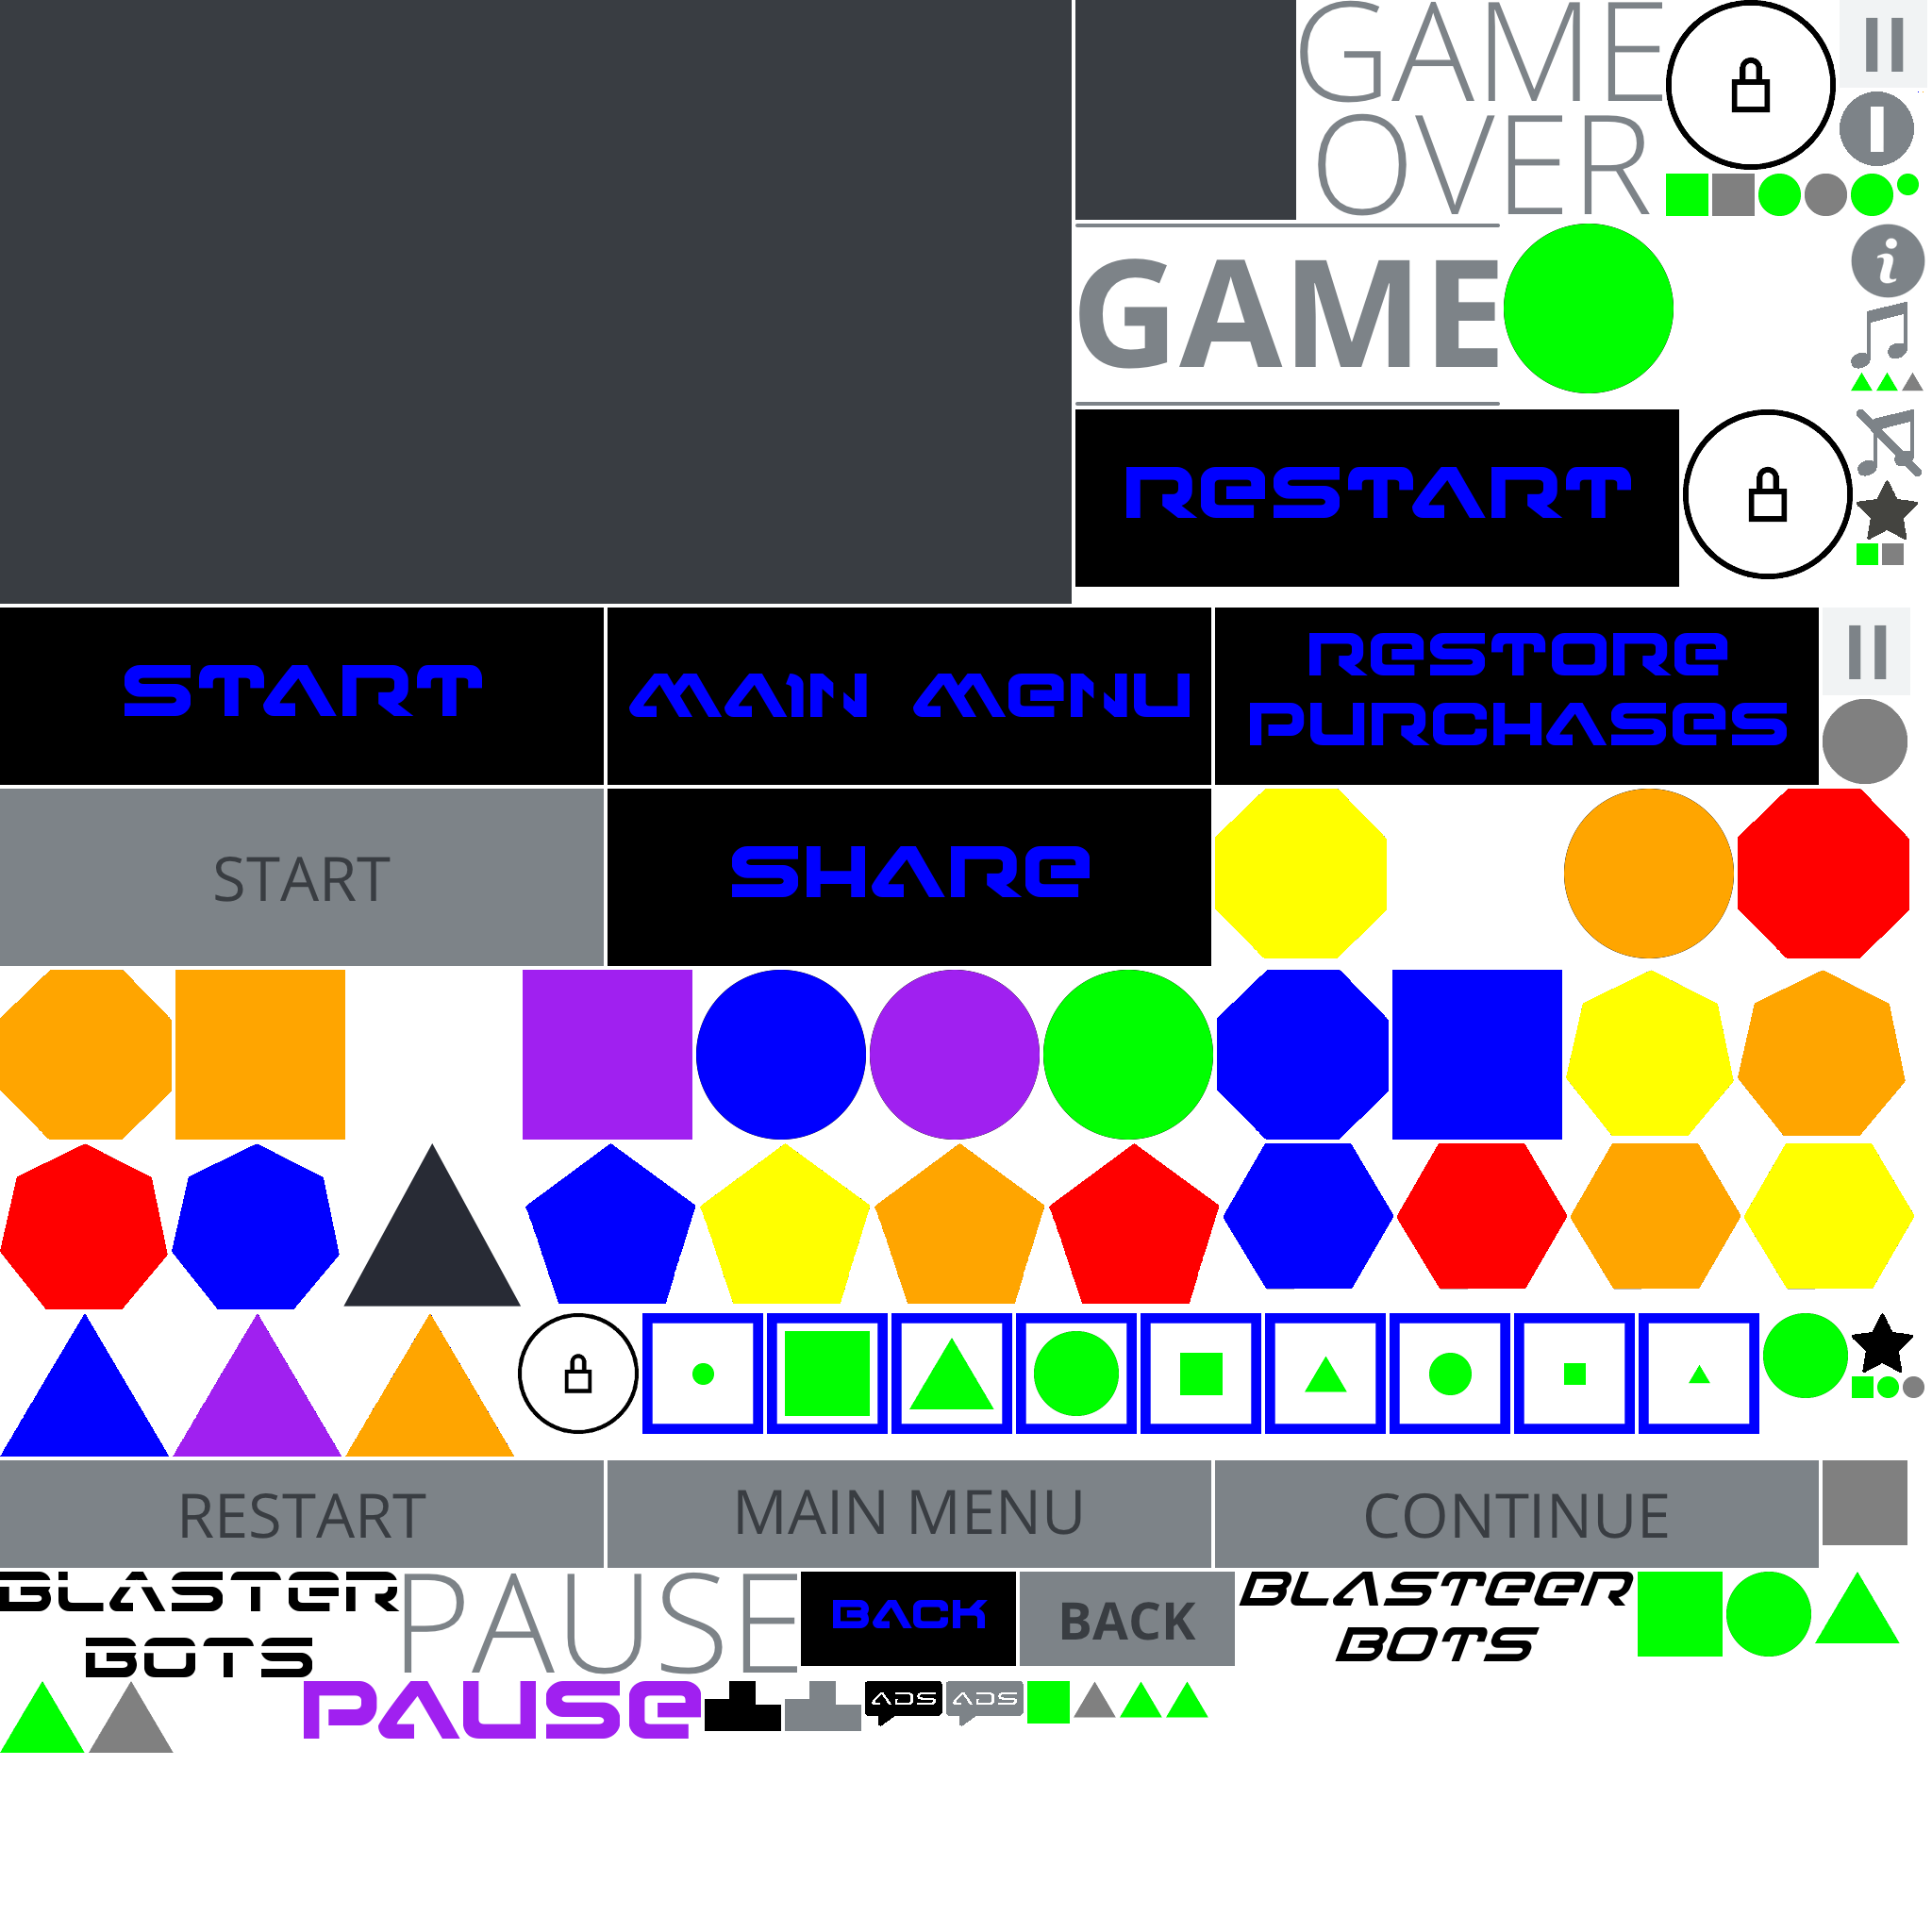 GAME
OVER
i
GAME
RESTART
START
MAIN MENU
RESTORE
PURCHASES
START
SHARE
RESTART
MAIN MENU
CONTINUE
BLASTER
BOTS
PAUSE
BACK
BACK
BLASTEER
BOTS
PAUSE
ADS
ADS